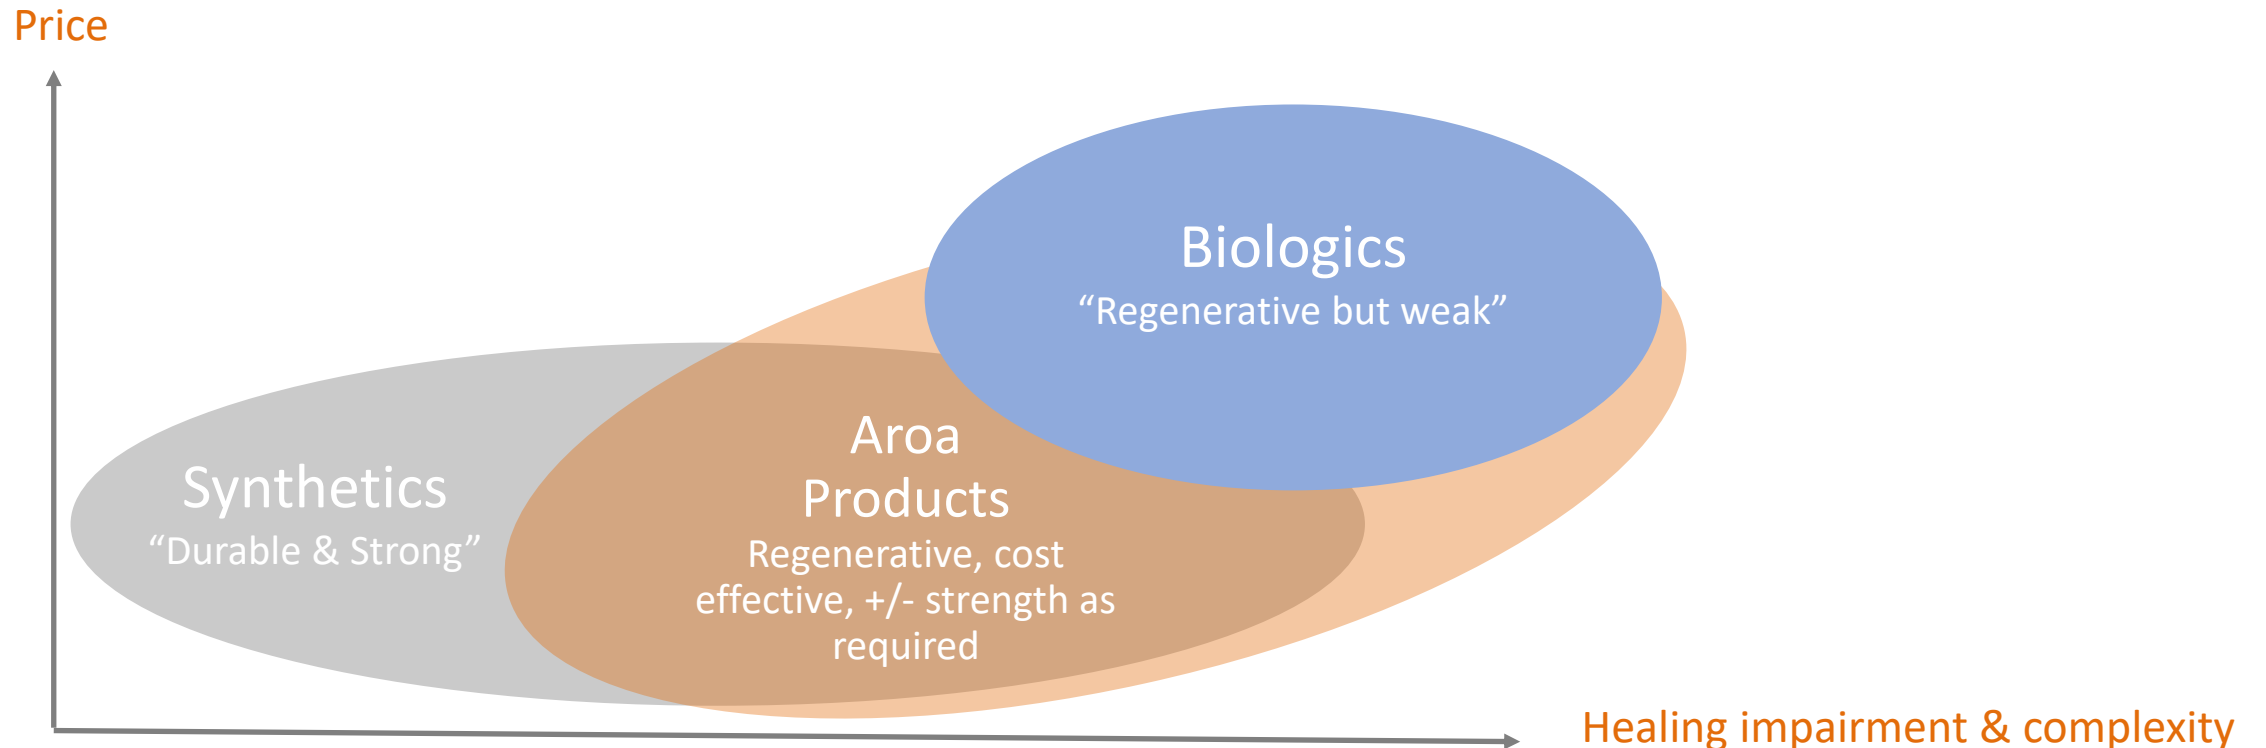 Price
Biologics
“Regenerative but weak”
Aroa
Products
Regenerative, cost
effective, +/- strength as
required
Synthetics
“Durable & Strong”
Healing impairment & complexity